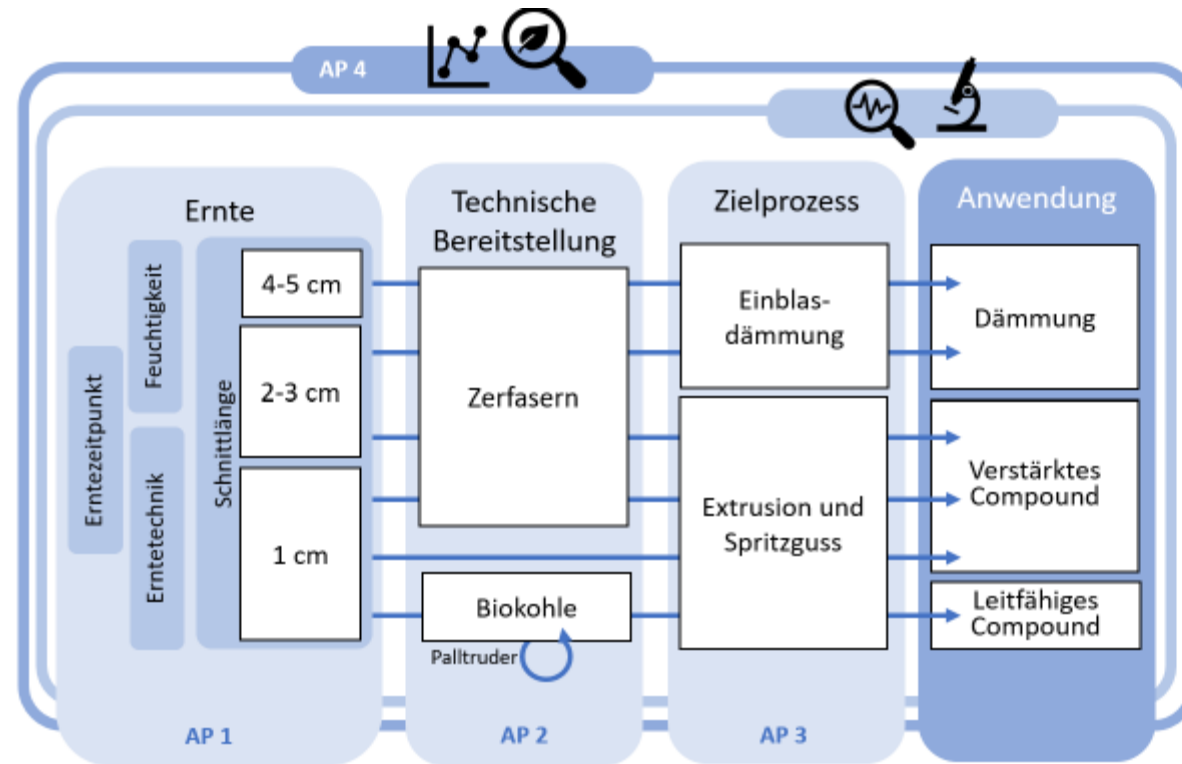 AP 4
Ernte
Erntezeitpunkt
Feuchtigkeit
Erntetechnik
Schnittlänge
4-5 cm
2-3 cm
1 cm
AP 1
Technische
Bereitstellung
Zerfasern
Biokohle
Palltruder
AP 2
Zielprozess
Einblas-
dämmung
Extrusion und
Spritzguss
AP 3
Anwendung
Dämmung
Verstärktes
Compound
Leitfähiges
Compound